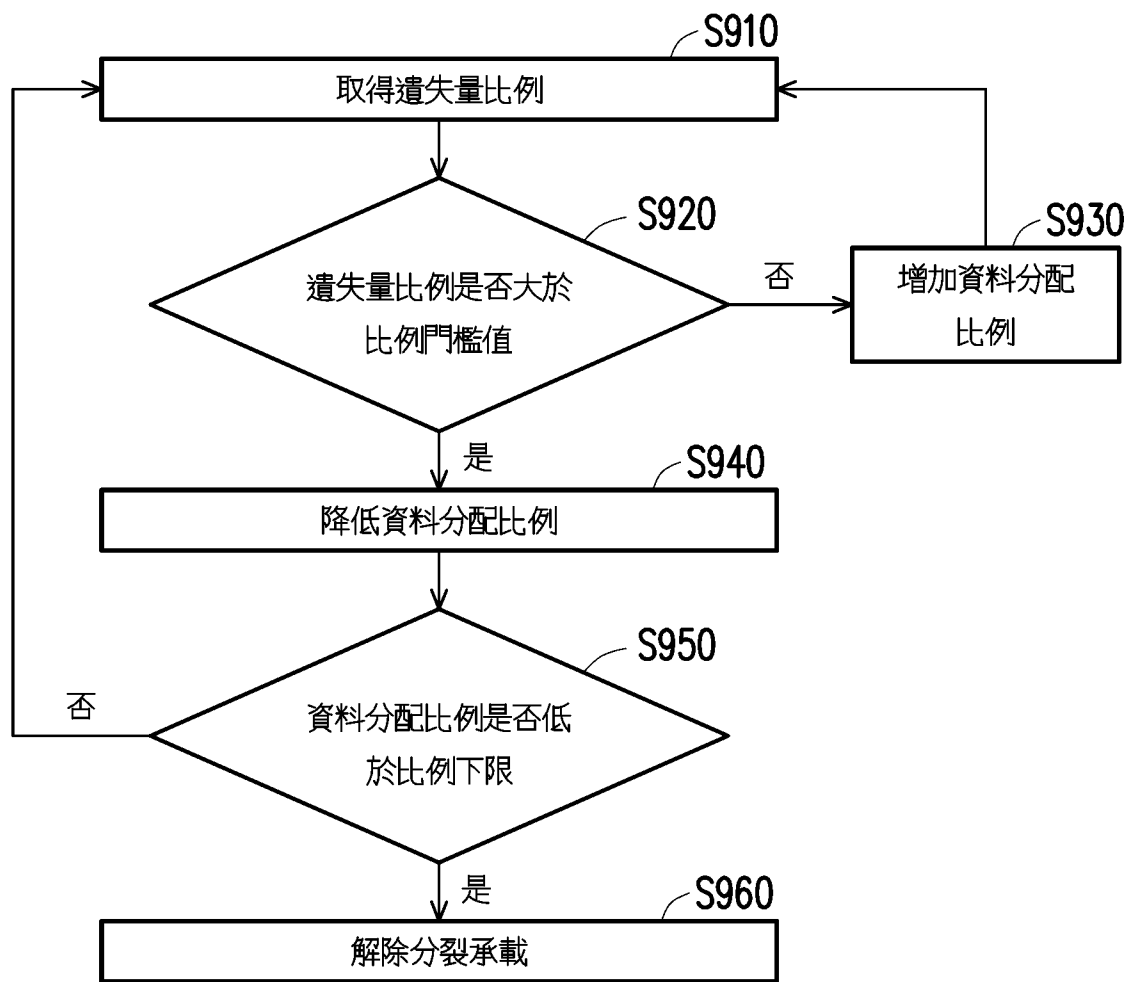 S910
取得遺失量比例
S920
遺失量比例是否大於
比例門檻值
否
S930
增加資料分配
比例
是
S940
降低資料分配比例
S950
資料分配比例是否低
於比例下限
否
是
S960
解除分裂承載